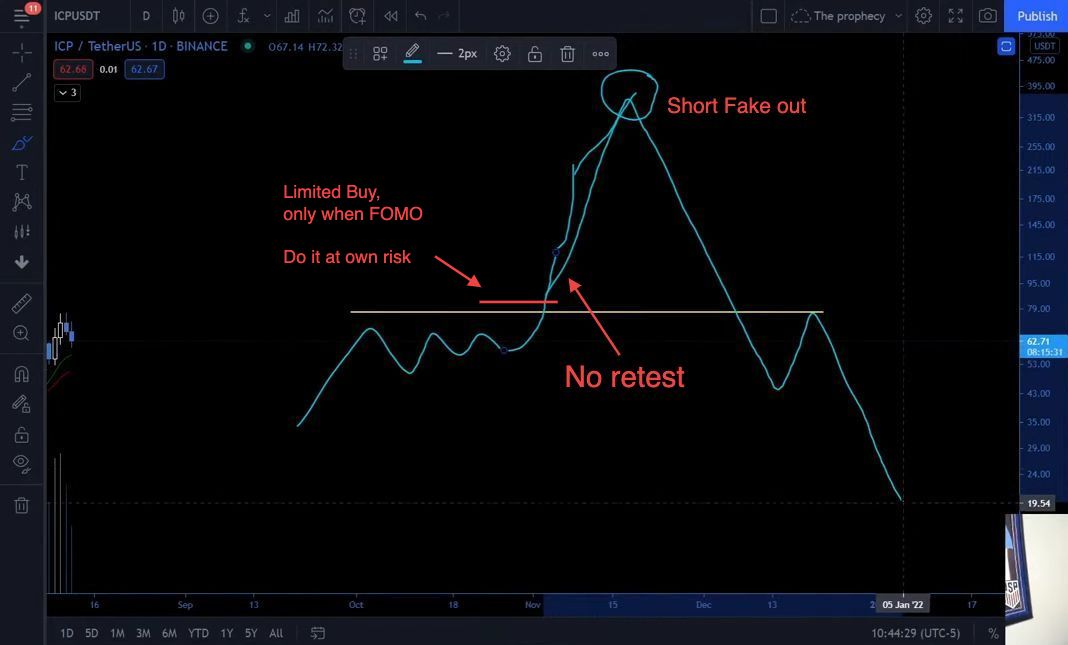 11
ICPUSDT
D
The prophecy
Publish
ICP / TetherUS · 1D · BINANCE
O67.14 H72.32
2px
USDT
62.68
0.01
62.67
3
475.00
395.00
315.00
255.00
215.00
175.00
145.00
115.00
95.00
79.00
62.71
08:15:31
53.00
43.00
35.00
29.00
24.00
19.54
Short Fake out
Limited Buy,
only when FOMO
Do it at own risk
No retest
16
Sep
13
Oct
18
Nov
15
Dec
13
05 Jan '22
17
1D 5D 1M 3M 6M YTD 1Y 5Y All
10:44:29 (UTC-5)
%